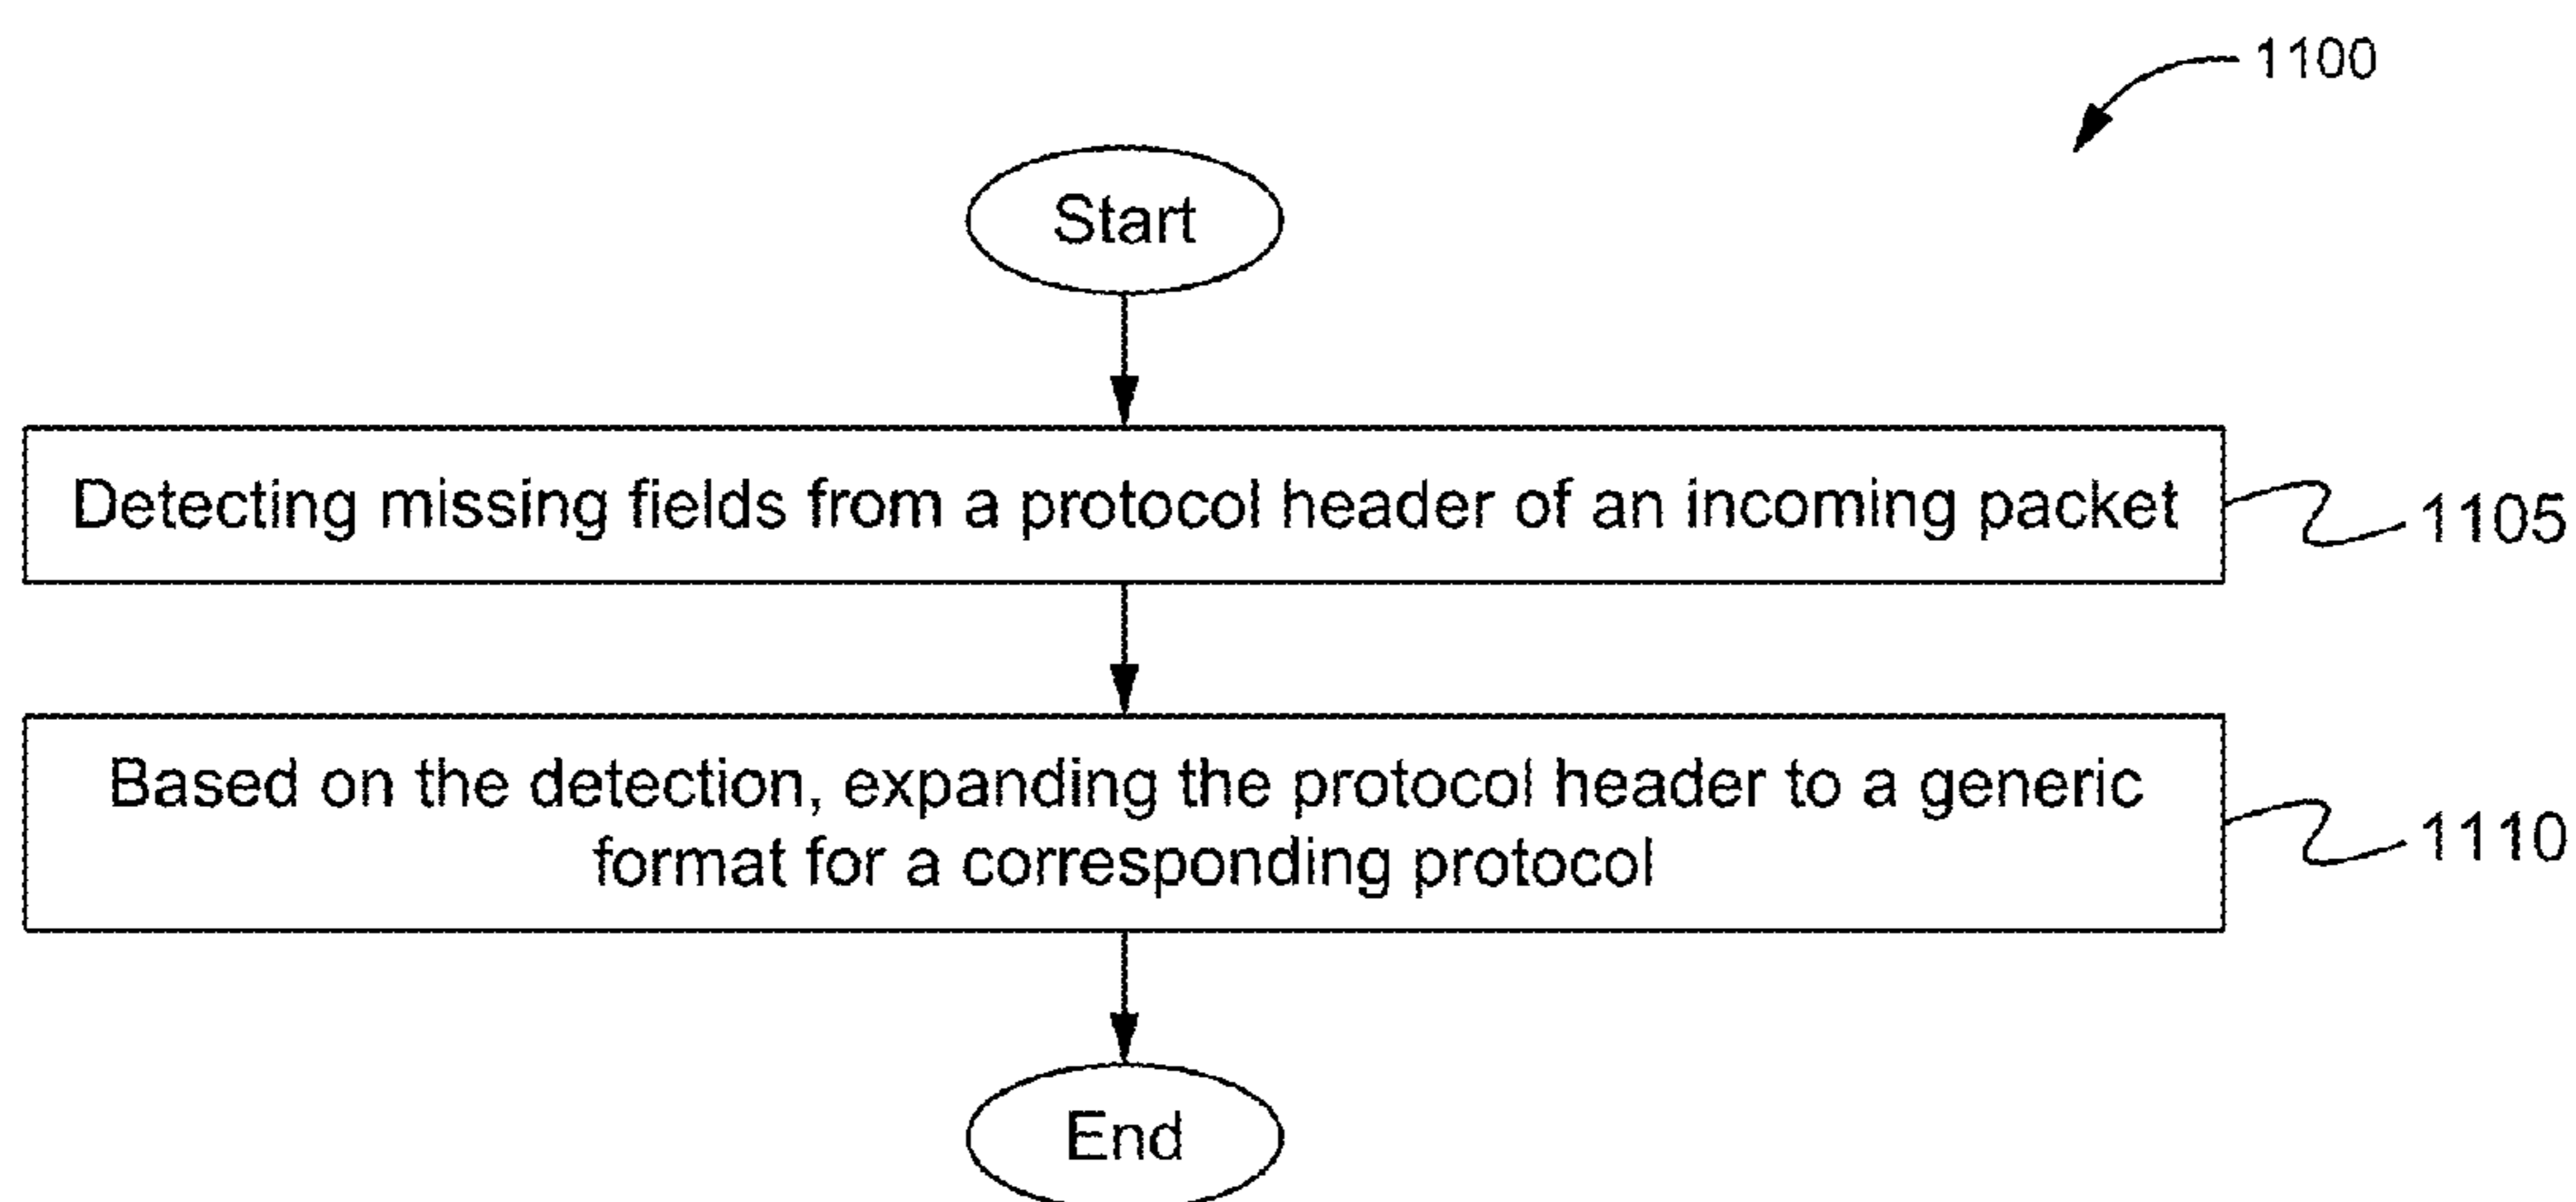 1100
Start
Detecting missing fields from a protocol header of an incoming packet
1105
Based on the detection, expanding the protocol header to a generic
format for a corresponding protocol
1110
End